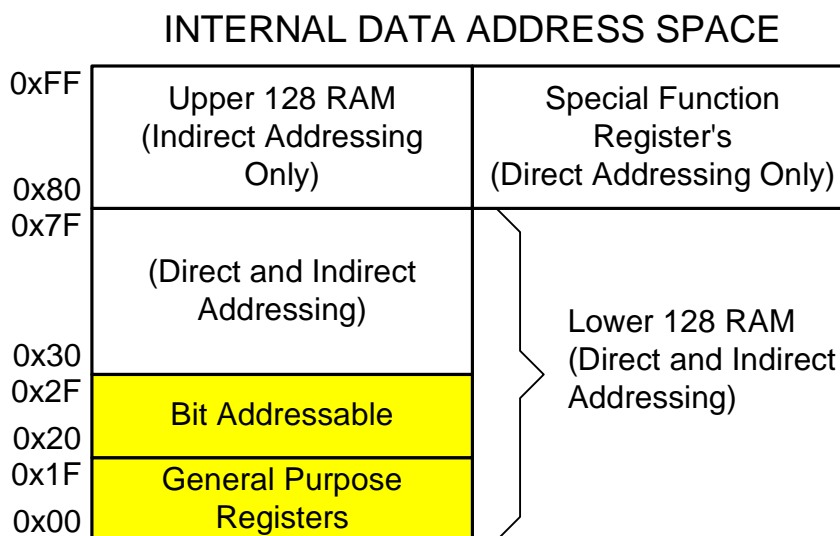 INTERNAL DATA ADDRESS SPACE
0xFF
Upper 128 RAM
(Indirect Addressing
Only)
0x80
Special Function
Register's
(Direct Addressing Only)
0x7F
(Direct and Indirect
Addressing)
0x30
Lower 128 RAM
(Direct and Indirect
Addressing)
0x2F
Bit Addressable
0x20
0x1F
General Purpose
Registers
0x00